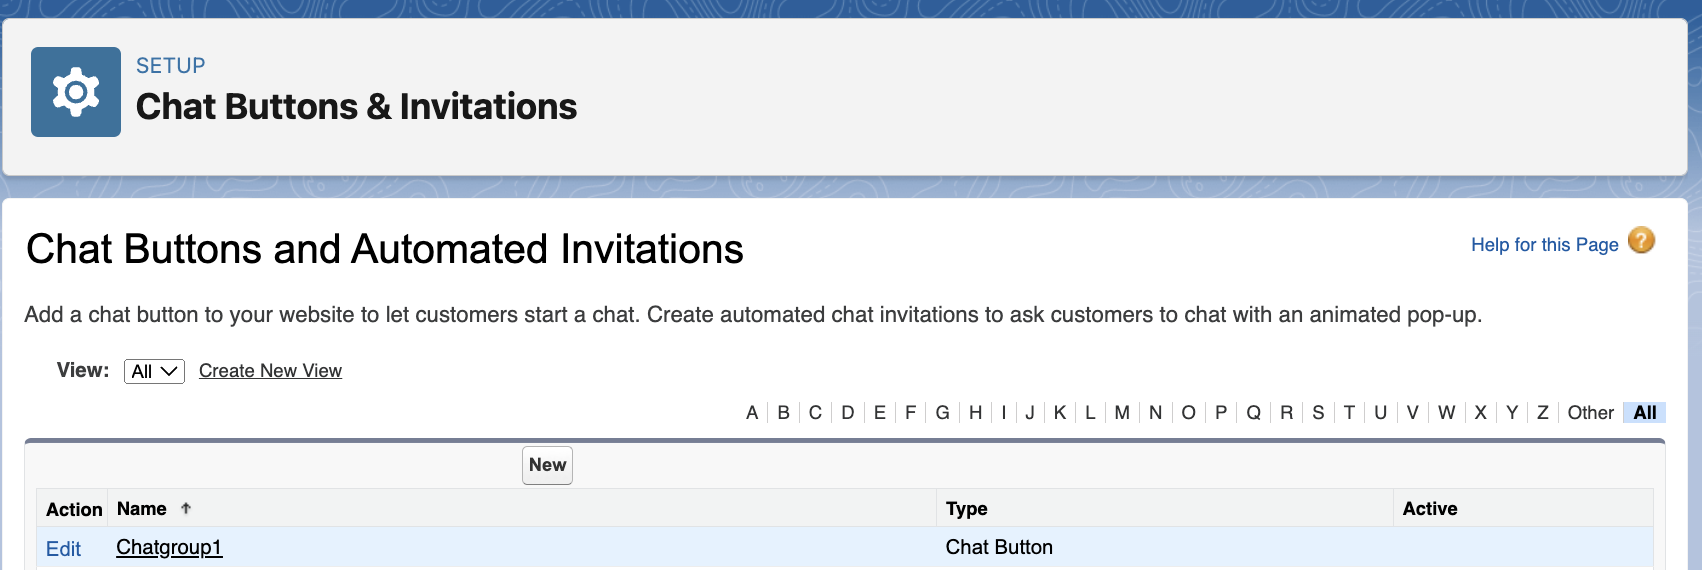 SETUP
Chat Buttons & Invitations
Chat Buttons and Automated Invitations
Help for this Page ?
Add a chat button to your website to let customers start a chat. Create automated chat invitations to ask customers to chat with an animated pop-up.
View: All Create New View
A B C D E F G H I J K L M N O P Q R S T U V W X Y Z Other All
New
Action Name ↑ Type Active
Edit Chatgroup1 Chat Button